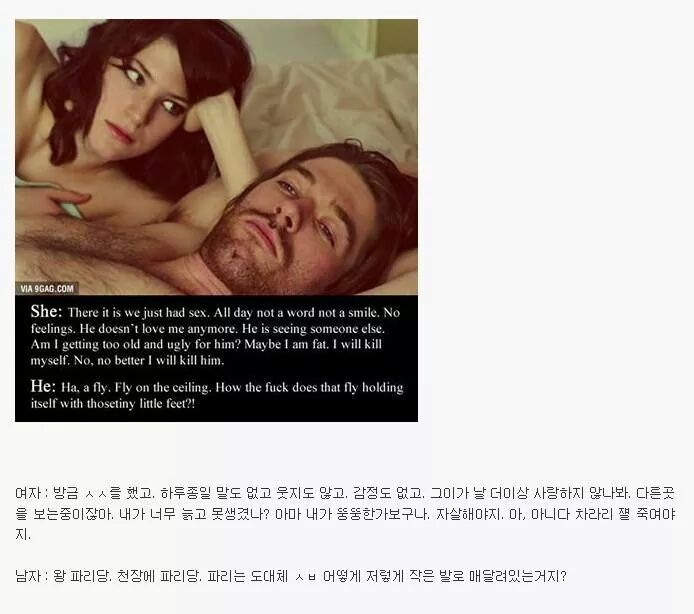 VIA 9GAG.COM
She: There it is we just had sex. All day not a word not a smile. No
feelings. He doesn't love me anymore. He is seeing someone else.
Am I getting too old and ugly for him? Maybe I am fat. I will kill
myself. No, no better I will kill him.
He: Ha, a fly. Fly on the ceiling. How the fuck does that fly holding
itself with thosetiny little feet?!
여자 : 방금 ㅅㅅ를 했고. 하루종일 말도 없고 웃지도 않고. 감정도 없고. 그이가 날 더이상 사랑하지 않나봐. 다른곳
을 보는중이잖아. 내가 너무 늙고 못생겼나? 아마 내가 뚱뚱한가보구나. 자살해야지. 아, 아니다 차라리 쟬 죽여야
지.
남자 : 왕 파리당. 천장에 파리당. 파리는 도대체 ㅅㅂ 어떻게 저렇게 작은 발로 매달려있는거지?